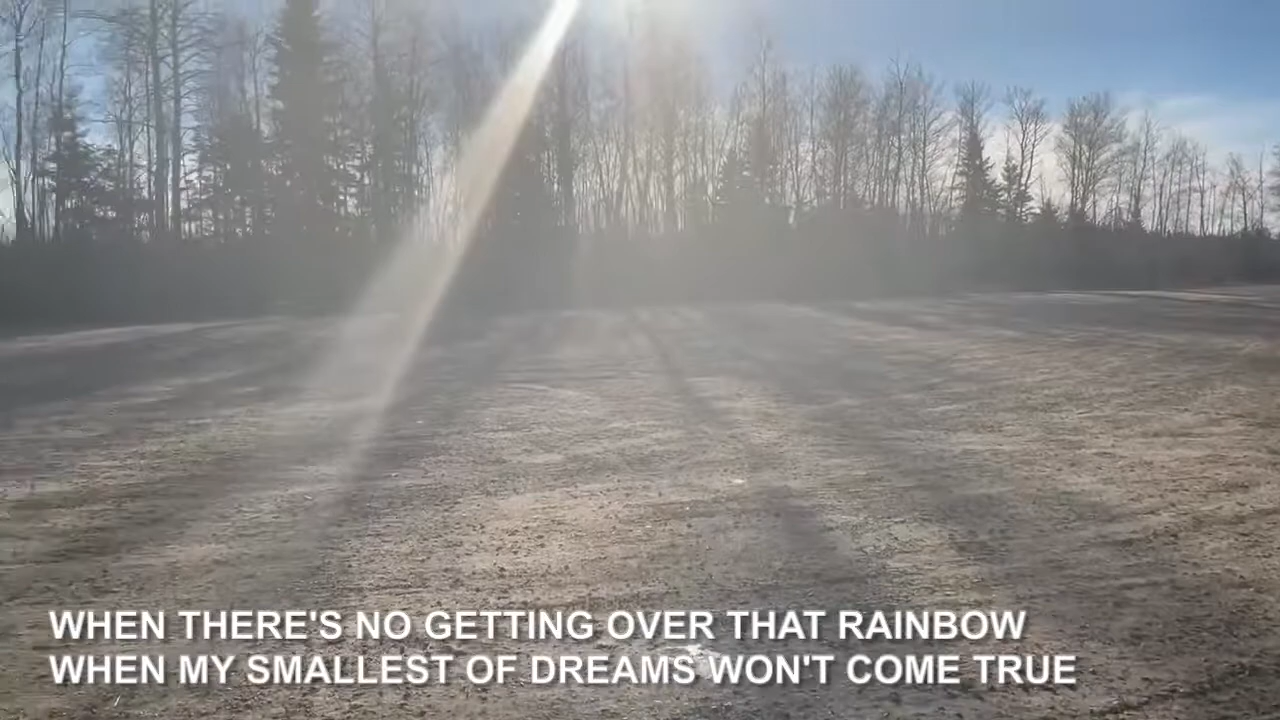 WHEN THERE'S NO GETTING OVER THAT RAINBOW
WHEN MY SMALLEST OF DREAMS WON'T COME TRUE